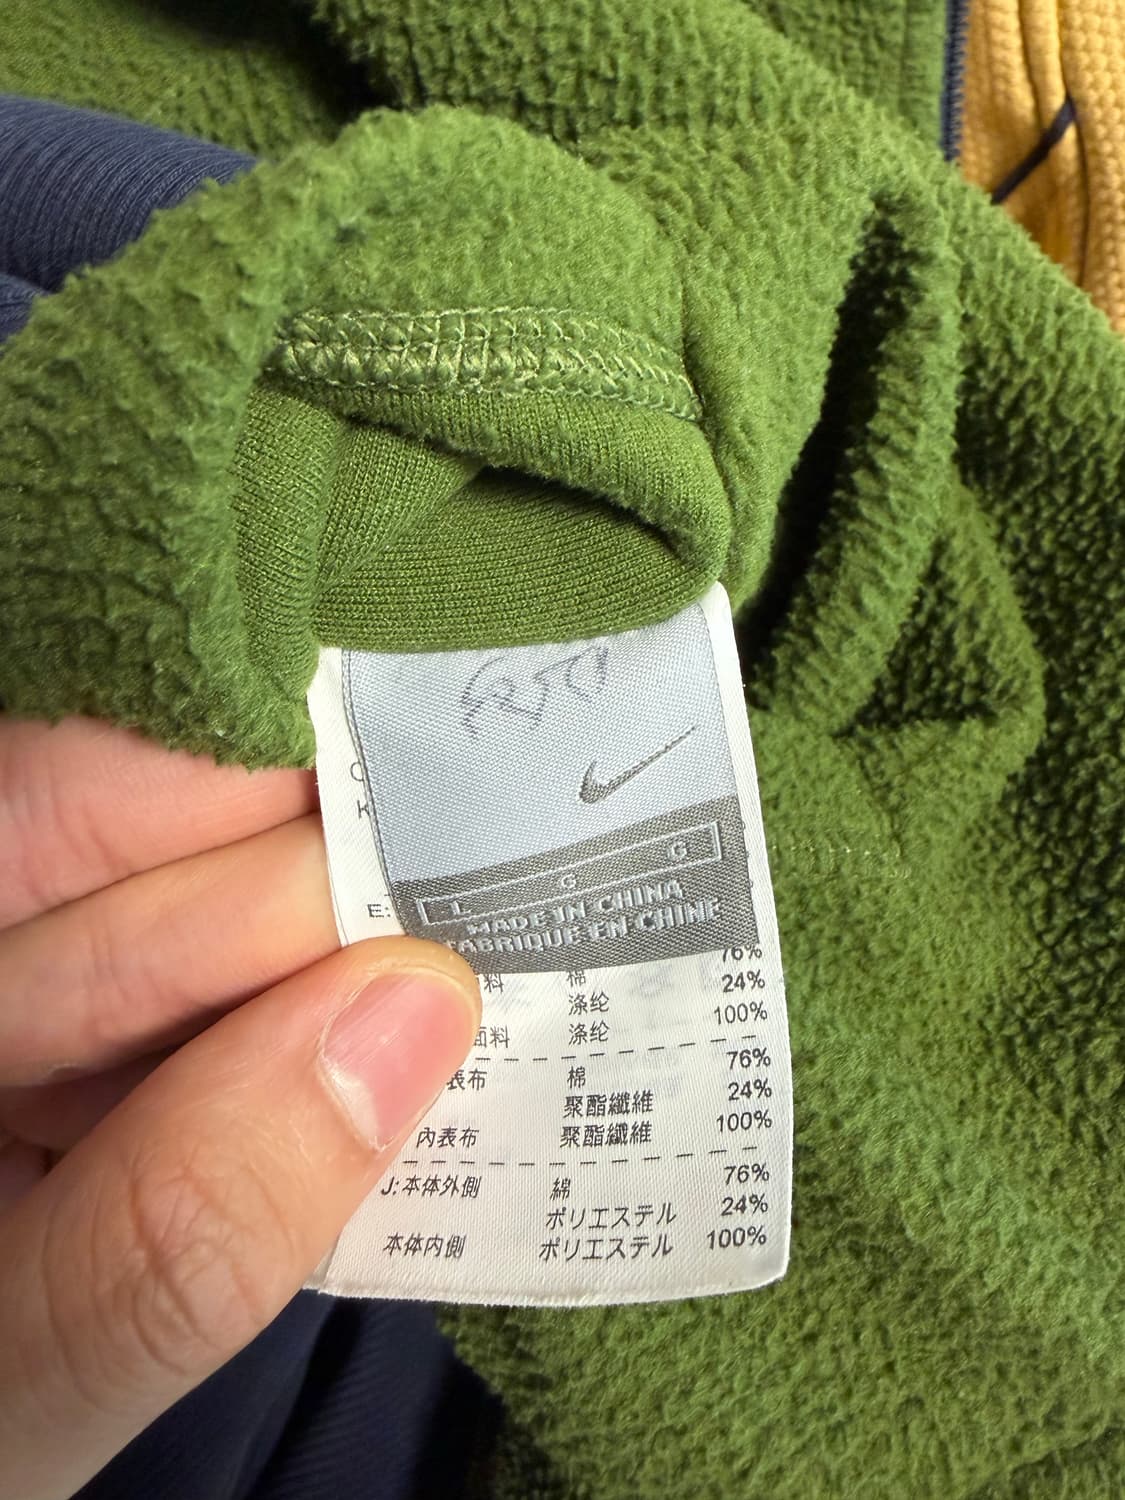 L G G
MADE IN CHINA
FABRIQUE EN CHINE
E:
76%
料 棉
涤纶 24%
面料 涤纶 100%
表布 棉 76%
聚酯纖維 24%
內表布 聚酯纖維 100%
J:本体外側 綿 76%
ポリエステル 24%
本体内側 ポリエステル 100%